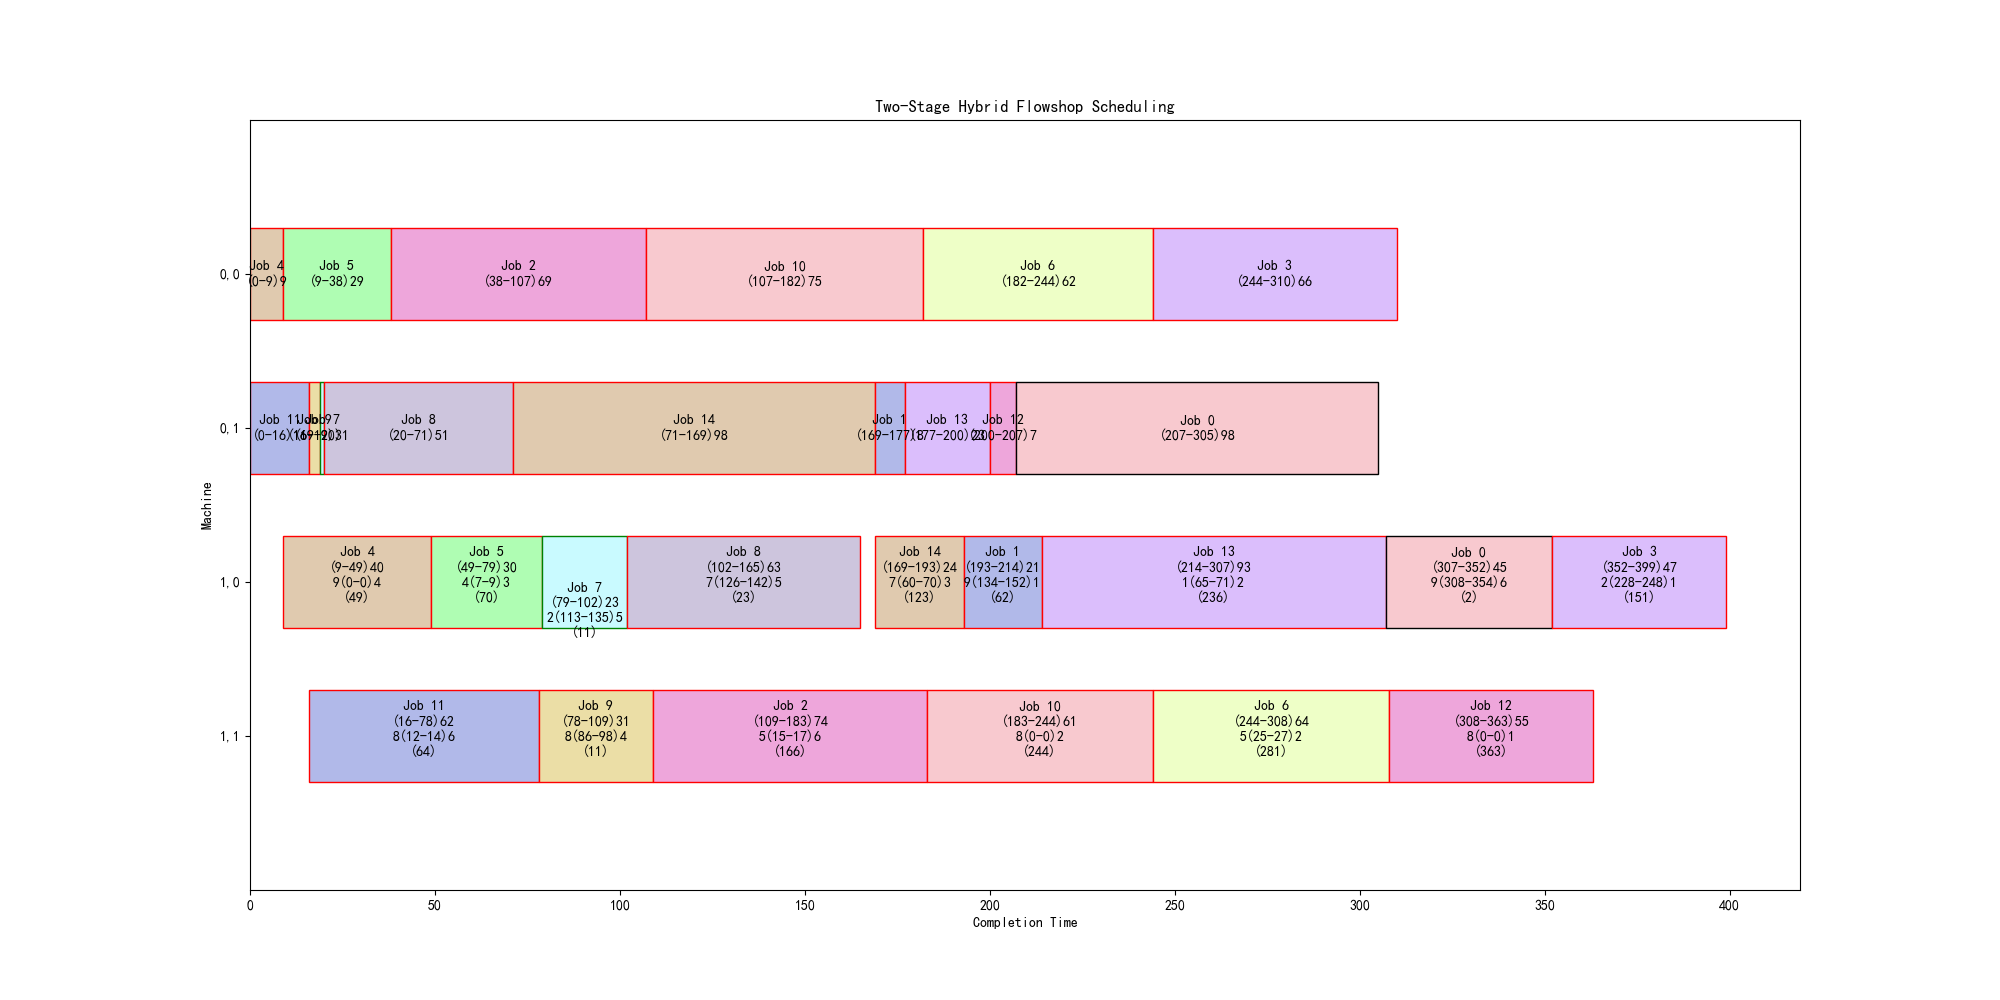 Two-Stage Hybrid Flowshop Scheduling
Machine
0,0
Job 4
(0-9)9
Job 5
(9-38)29
Job 2
(38-107)69
Job 10
(107-182)75
Job 6
(182-244)62
Job 3
(244-310)66
0,1
Job 11
(0-16)
Job 8
(20-71)51
Job 14
(71-169)98
Job 1
(169-177)8
Job 13
(177-200)23
Job 12
(200-207)7
Job 0
(207-305)98
1,0
Job 4
(9-49)40
9(0-0)4
(49)
Job 5
(49-79)30
4(7-9)3
(70)
Job 7
(79-102)23
2(113-135)5
(11)
Job 8
(102-165)63
7(126-142)5
(23)
Job 14
(169-193)24
7(60-70)3
(123)
Job 1
(193-214)21
9(134-152)1
(62)
Job 13
(214-307)93
1(65-71)2
(236)
Job 0
(307-352)45
9(308-354)6
(2)
Job 3
(352-399)47
2(228-248)1
(151)
1,1
Job 11
(16-78)62
8(12-14)6
(64)
Job 9
(78-109)31
8(86-98)4
(11)
Job 2
(109-183)74
5(15-17)6
(166)
Job 10
(183-244)61
8(0-0)2
(244)
Job 6
(244-308)64
5(25-27)2
(281)
Job 12
(308-363)55
8(0-0)1
(363)
0
50
100
150
200
250
300
350
400
Completion Time